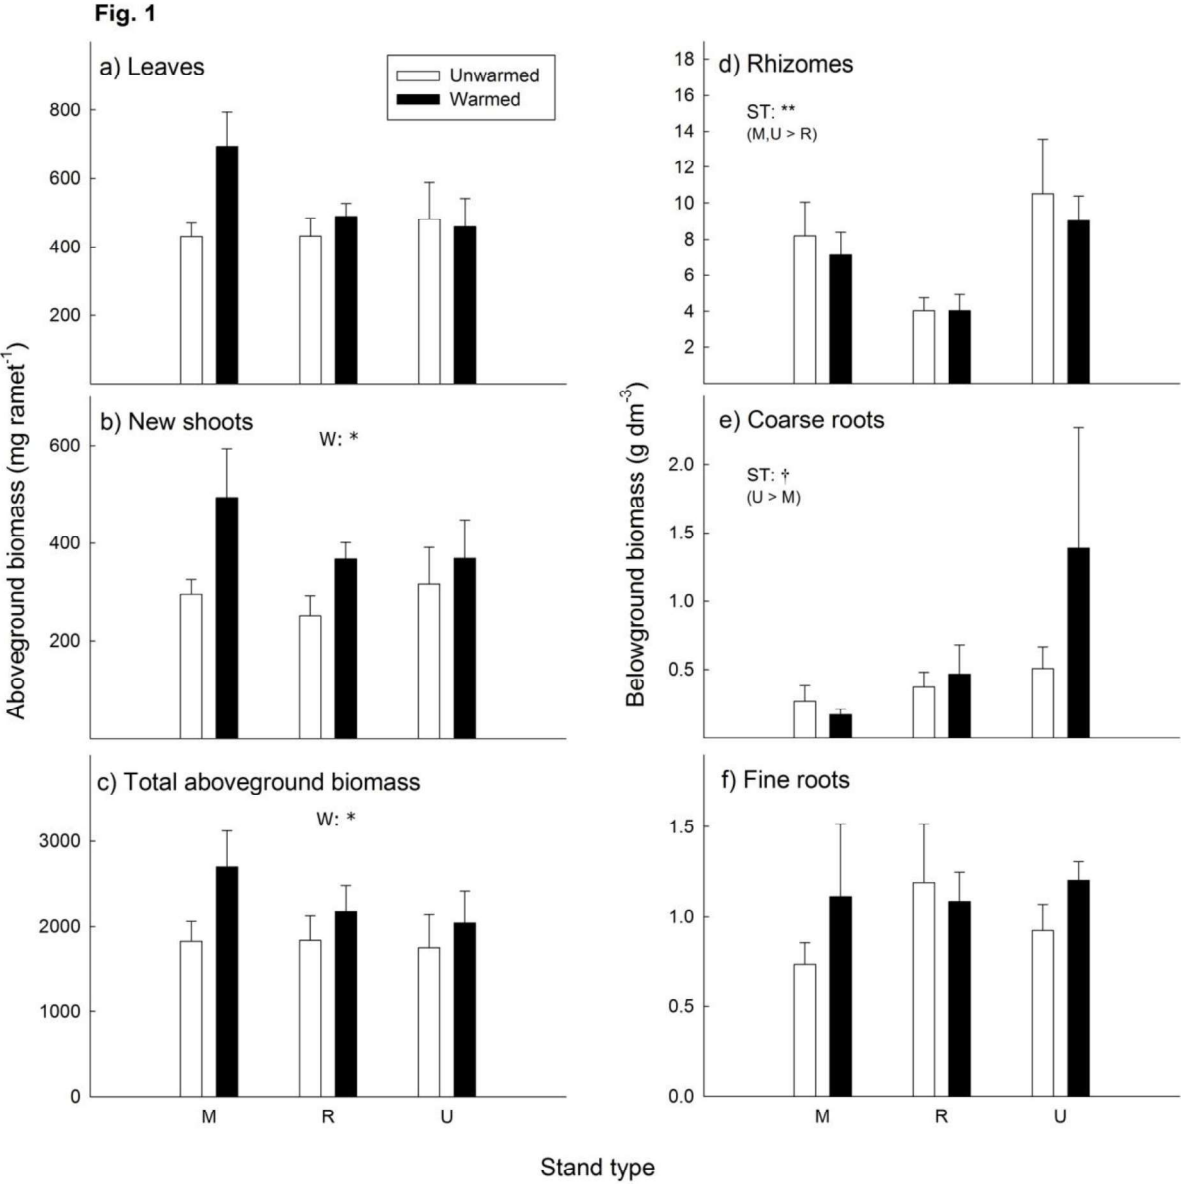 Fig. 1
a) Leaves
Unwarmed
Warmed
800
600
400
200
b) New shoots
W: *
600
400
200
c) Total aboveground biomass
W: *
3000
2000
1000
0
M R U
Aboveground biomass (mg ramet⁻¹)
d) Rhizomes
ST: **
(M,U > R)
18
16
14
12
10
8
6
4
2
e) Coarse roots
ST: †
(U > M)
2.0
1.5
1.0
0.5
f) Fine roots
1.5
1.0
0.5
0.0
M R U
Belowground biomass (g dm⁻³)
Stand type